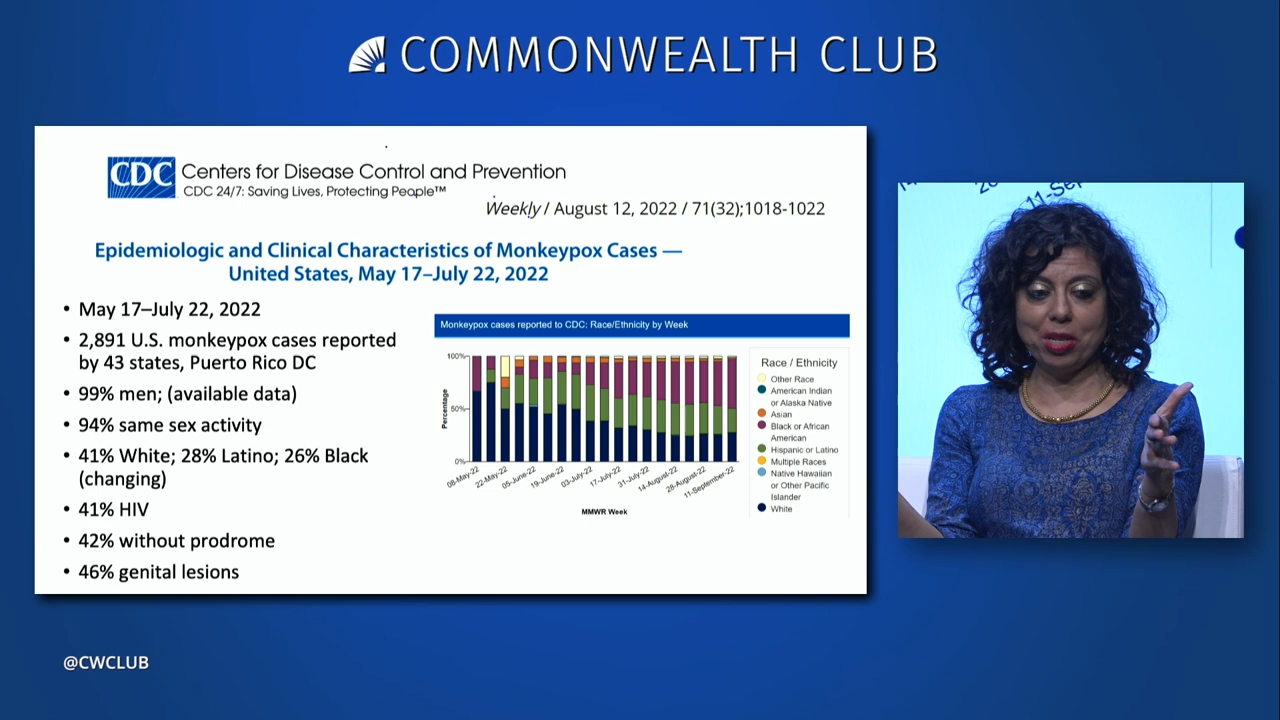 COMMONWEALTH CLUB
CDC Centers for Disease Control and Prevention
CDC 24/7: Saving Lives, Protecting People™
Weekly / August 12, 2022 / 71(32);1018-1022
Epidemiologic and Clinical Characteristics of Monkeypox Cases —
United States, May 17–July 22, 2022
• May 17–July 22, 2022
• 2,891 U.S. monkeypox cases reported
by 43 states, Puerto Rico DC
• 99% men; (available data)
• 94% same sex activity
• 41% White; 28% Latino; 26% Black
(changing)
• 41% HIV
• 42% without prodrome
• 46% genital lesions
Monkeypox cases reported to CDC: Race/Ethnicity by Week
100%
50%
0%
Percentage
08-May-22
22-May-22
05-June-22
19-June-22
03-July-22
17-July-22
31-July-22
14-August-22
28-August-22
11-September-22
MMWR Week
Race / Ethnicity
Other Race
American Indian
or Alaska Native
Asian
Black or African
American
Hispanic or Latino
Multiple Races
Native Hawaiian
or Other Pacific
Islander
White
11-Sep
@CWCLUB